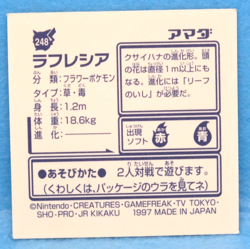 248
ラフレシア
分類：フラワーポケモン
タイプ：草・毒
身長：1.2m
体重：18.6kg
アマダ
クサイハナの進化形。頭
の花は直径1m以上にも
なる。進化には「リーフ
のいし」が必要だ。
出現
ソフト
赤
青
●あそびかた● 2人対戦で遊びます。
(くわしくは、パッケージのウラを見てネ)
©Nintendo・CREATURES・GAMEFREAK・TV TOKYO・
SHO-PRO・JR KIKAKU 1997 MADE IN JAPAN